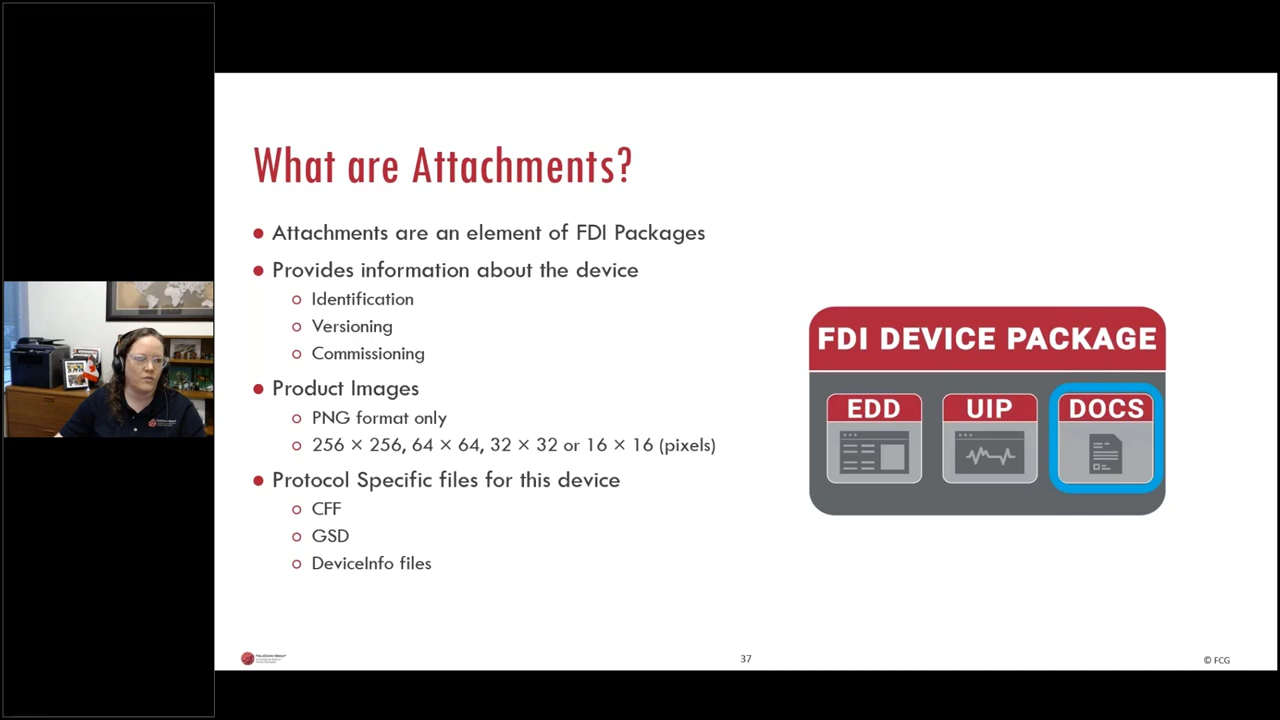 What are Attachments?
Attachments are an element of FDI Packages
Provides information about the device
Identification
Versioning
Commissioning
Product Images
PNG format only
256 × 256, 64 × 64, 32 × 32 or 16 × 16 (pixels)
Protocol Specific files for this device
CFF
GSD
DeviceInfo files
FDI DEVICE PACKAGE
EDD
UIP
DOCS
37
© FCG